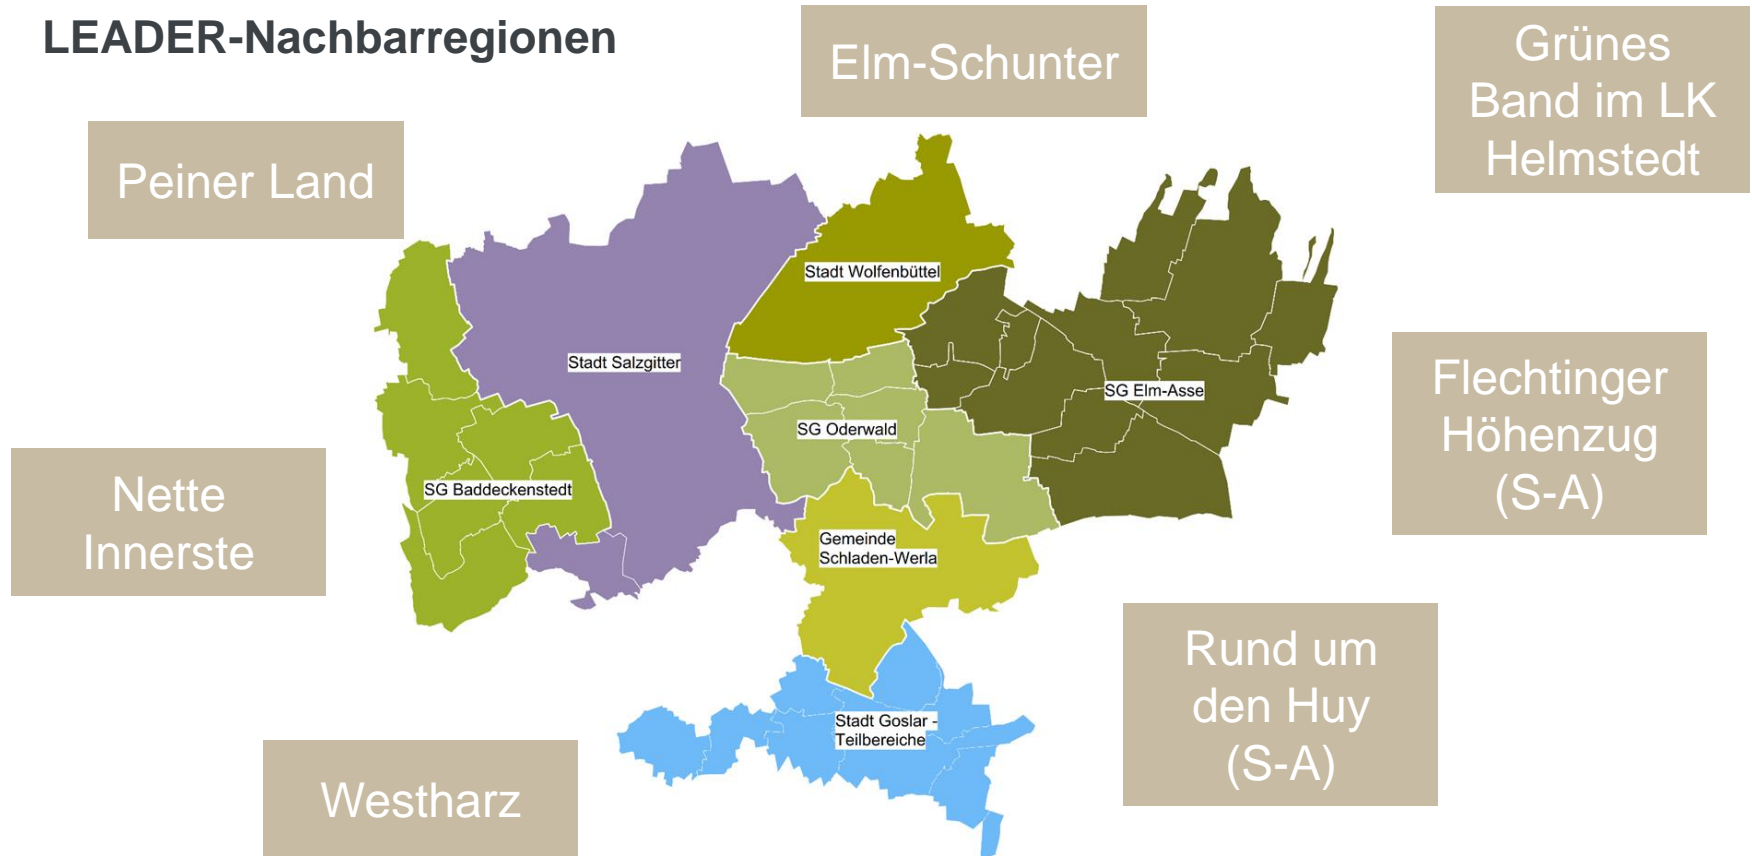 LEADER-Nachbarregionen
Elm-Schunter
Grünes
Band im LK
Helmstedt
Peiner Land
Stadt Wolfenbüttel
Stadt Salzgitter
SG Elm-Asse
Flechtinger
Höhenzug
(S-A)
SG Oderwald
SG Baddeckenstedt
Nette
Innerste
Gemeinde
Schladen-Werla
Rund um
den Huy
(S-A)
Stadt Goslar -
Teilbereiche
Westharz